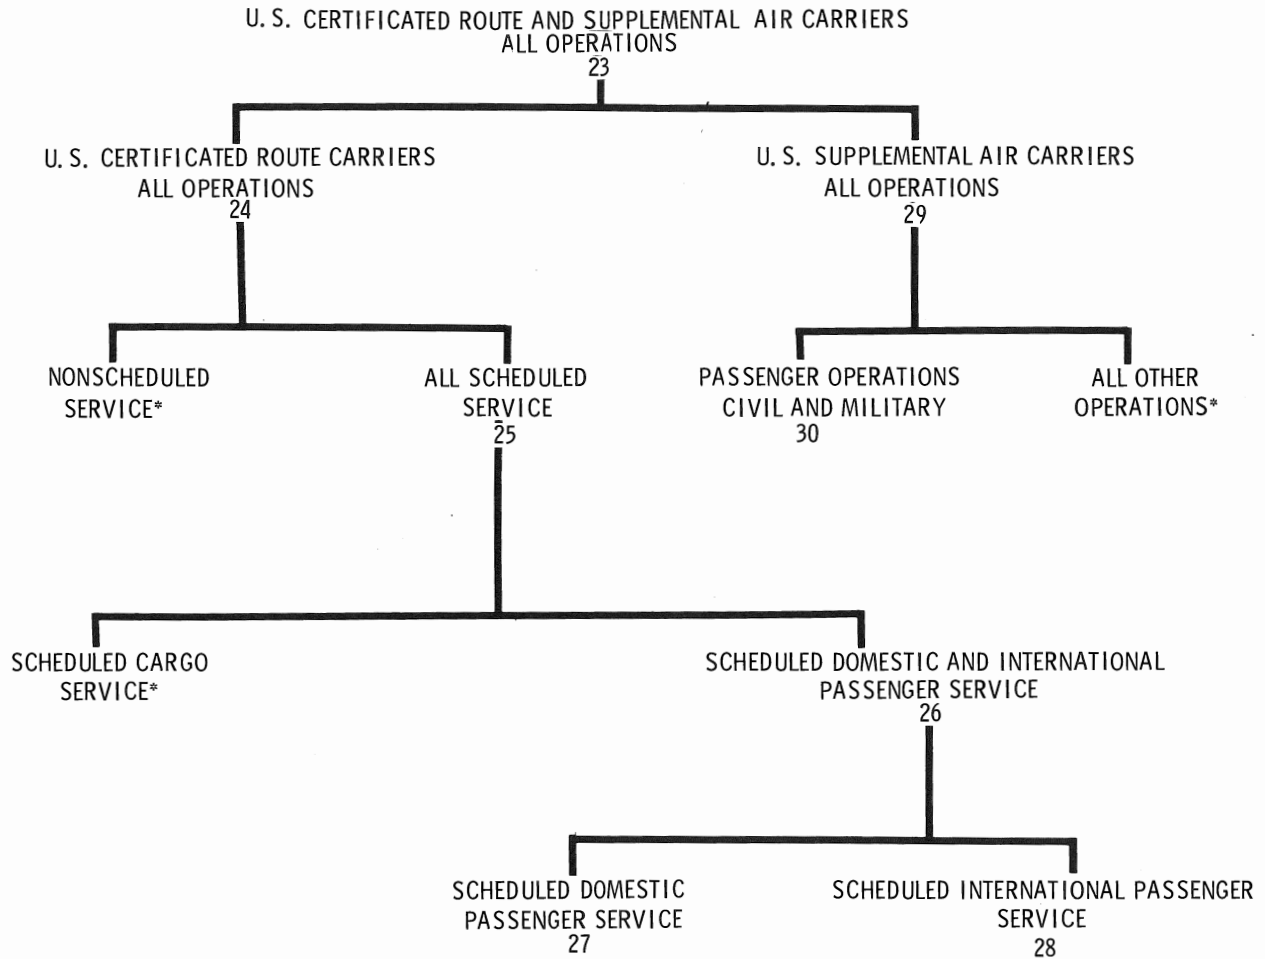 U. S. CERTIFICATED ROUTE AND SUPPLEMENTAL AIR CARRIERS
ALL OPERATIONS
23
U. S. CERTIFICATED ROUTE CARRIERS
ALL OPERATIONS
24
U. S. SUPPLEMENTAL AIR CARRIERS
ALL OPERATIONS
29
NONSCHEDULED
SERVICE*
ALL SCHEDULED
SERVICE
25
PASSENGER OPERATIONS
CIVIL AND MILITARY
30
ALL OTHER
OPERATIONS*
SCHEDULED CARGO
SERVICE*
SCHEDULED DOMESTIC AND INTERNATIONAL
PASSENGER SERVICE
26
SCHEDULED DOMESTIC
PASSENGER SERVICE
27
SCHEDULED INTERNATIONAL PASSENGER
SERVICE
28